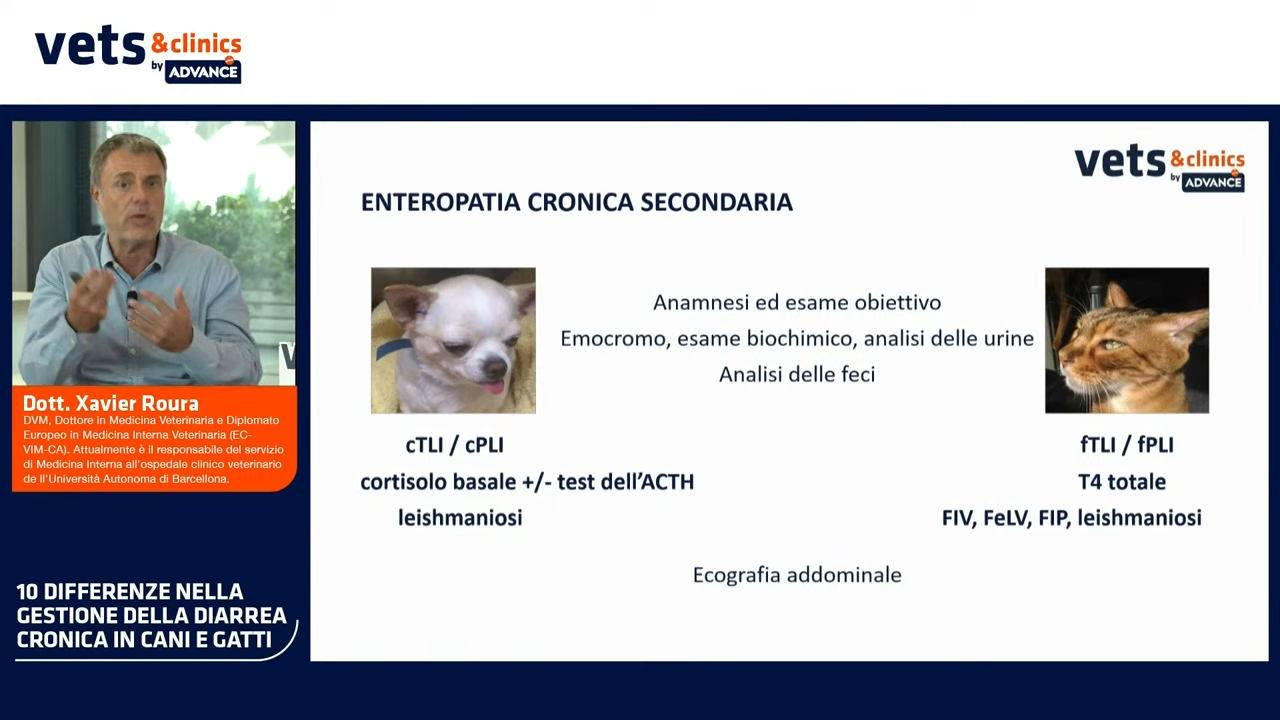 vets &clinics
by ADVANCE
vets &clinics
by ADVANCE
ENTEROPATIA CRONICA SECONDARIA
Anamnesi ed esame obiettivo
Emocromo, esame biochimico, analisi delle urine
Analisi delle feci
cTLI / cPLI
cortisolo basale +/- test dell’ACTH
leishmaniosi
fTLI / fPLI
T4 totale
FIV, FeLV, FIP, leishmaniosi
Ecografia addominale
Dott. Xavier Roura
DVM, Dottore in Medicina Veterinaria e Diplomato
Europeo in Medicina Interna Veterinaria (EC-
VIM-CA). Attualmente è il responsabile del servizio
di Medicina Interna all’ospedale clinico veterinario
de ll’Università Autonoma di Barcellona.
10 DIFFERENZE NELLA
GESTIONE DELLA DIARREA
CRONICA IN CANI E GATTI